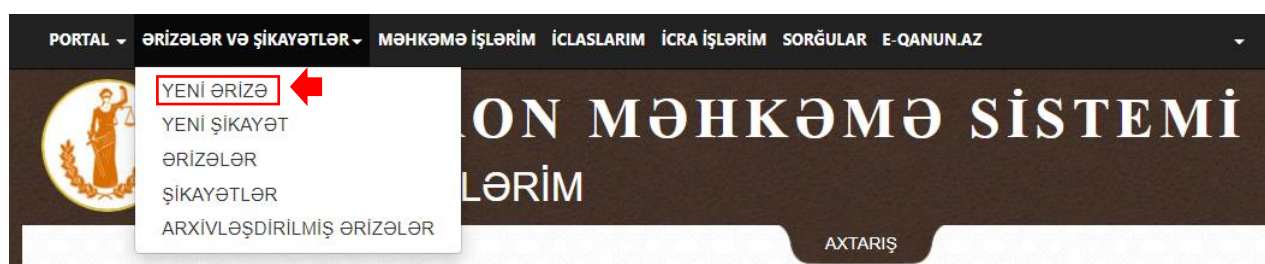 PORTAL ƏRİZƏLƏR VƏ ŞİKAYƏTLƏR MƏHKƏMƏ İŞLƏRİM İCLASLARIM İCRA İŞLƏRİM SORĞULAR E-QANUN.AZ
YENİ ƏRİZƏ
YENİ ŞİKAYƏT
ƏRİZƏLƏR
ŞİKAYƏTLƏR
ARXİVLƏŞDİRİLMİŞ ƏRİZƏLƏR
ON MƏHKƏMƏ SİSTEMİ
LƏRİM
AXTARIŞ